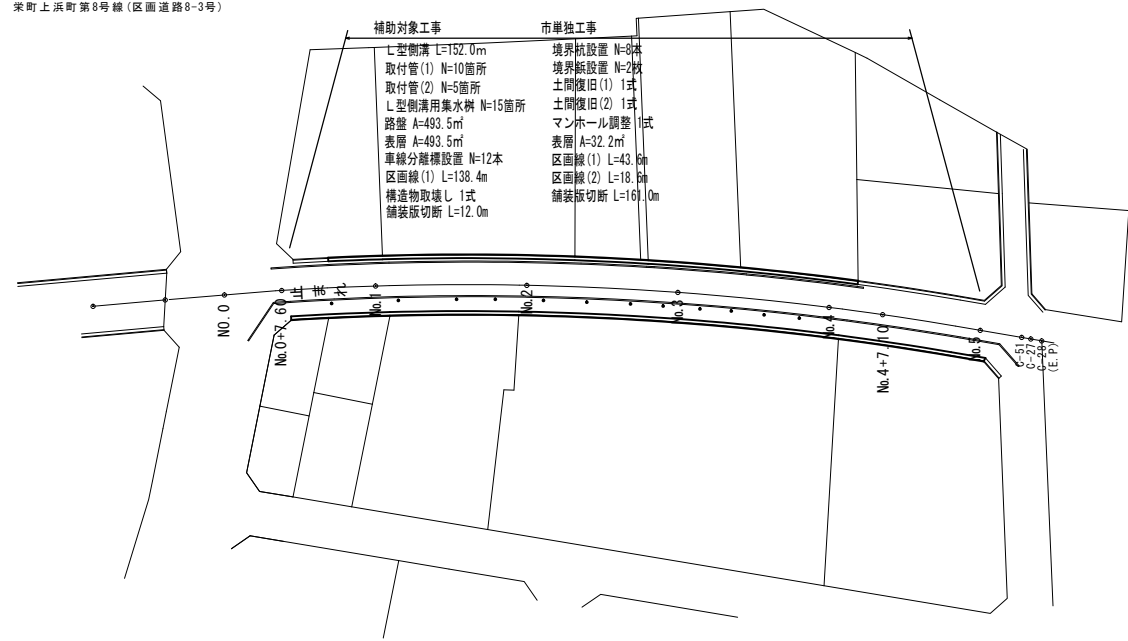 栄町上浜町第8号線(区画道路8-3号)
補助対象工事
L型側溝 L=152.0m
取付管(1) N=10箇所
取付管(2) N=5箇所
L型側溝用集水桝 N=15箇所
路盤 A=493.5㎡
表層 A=493.5㎡
車線分離標設置 N=12本
区画線(1) L=138.4m
構造物取壊し 1式
舗装版切断 L=12.0m
市単独工事
境界杭設置 N=8本
境界鋲設置 N=2枚
土間復旧(1) 1式
土間復旧(2) 1式
マンホール調整 1式
表層 A=32.2㎡
区画線(1) L=43.6m
区画線(2) L=18.6m
舗装版切断 L=161.0m
NO.0
No.0+7.60
止まれ
No.1
No.2
No.3
No.4
No.4+7.10
No.5
C-51
C-27
C-28
(E.P)